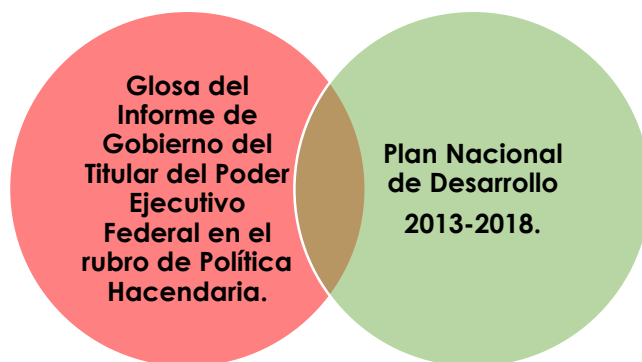 Glosa del
Informe de
Gobierno del
Titular del Poder
Ejecutivo
Federal en el
rubro de Política
Hacendaria.
Plan Nacional
de Desarrollo
2013-2018.